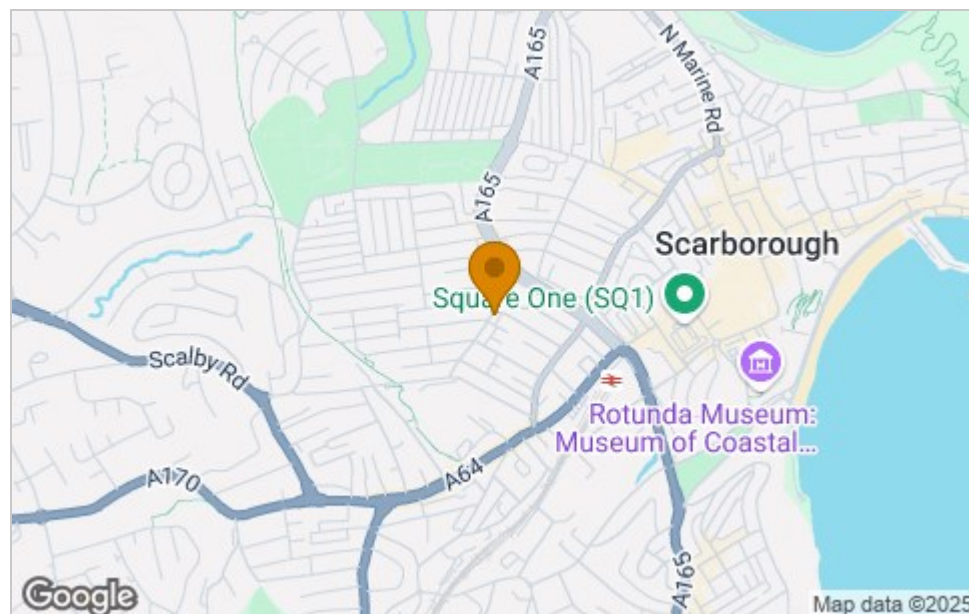 A165
N Marine Rd
A165
Scarborough
Square One (SQ1)
Scalby Rd
Rotunda Museum:
Museum of Coastal...
A64
A170
A165
Google
Map data ©2025